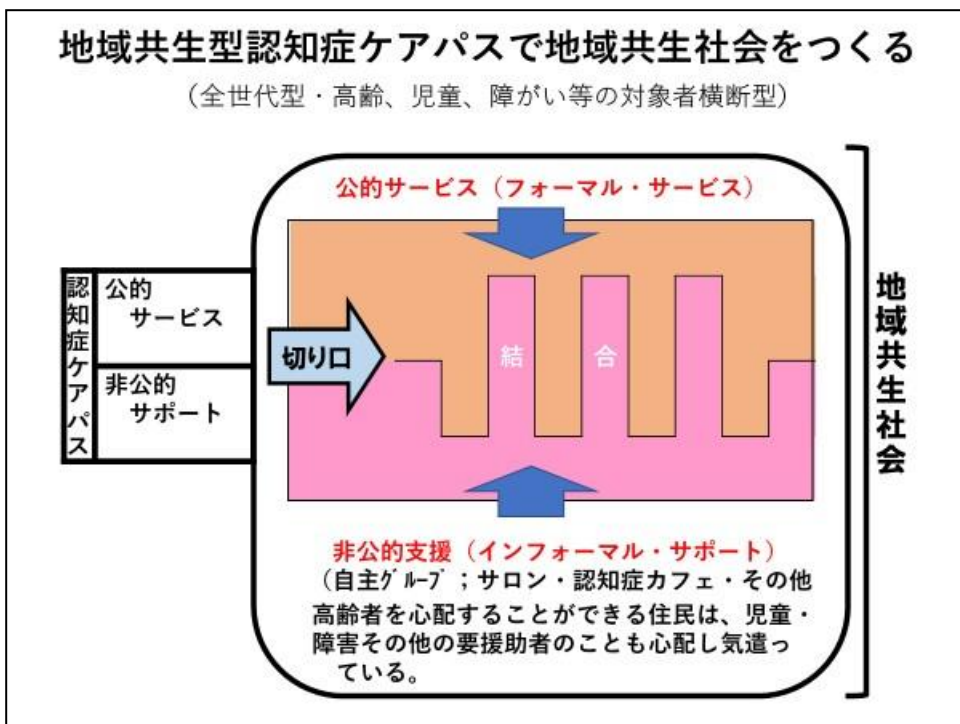 地域共生型認知症ケアパスで地域共生社会をつくる
（全世代型・高齢、児童、障がい等の対象者横断型）
公的サービス（フォーマル・サービス）
認知症ケアパス
公的
サービス
非公的
サポート
切り口
結 合
地域共生社会
非公的支援（インフォーマル・サポート）
（自主ｸﾞﾙｰﾌﾟ；サロン・認知症カフェ・その他
高齢者を心配することができる住民は、児童・
障害その他の要援助者のことも心配し気遣っ
ている。